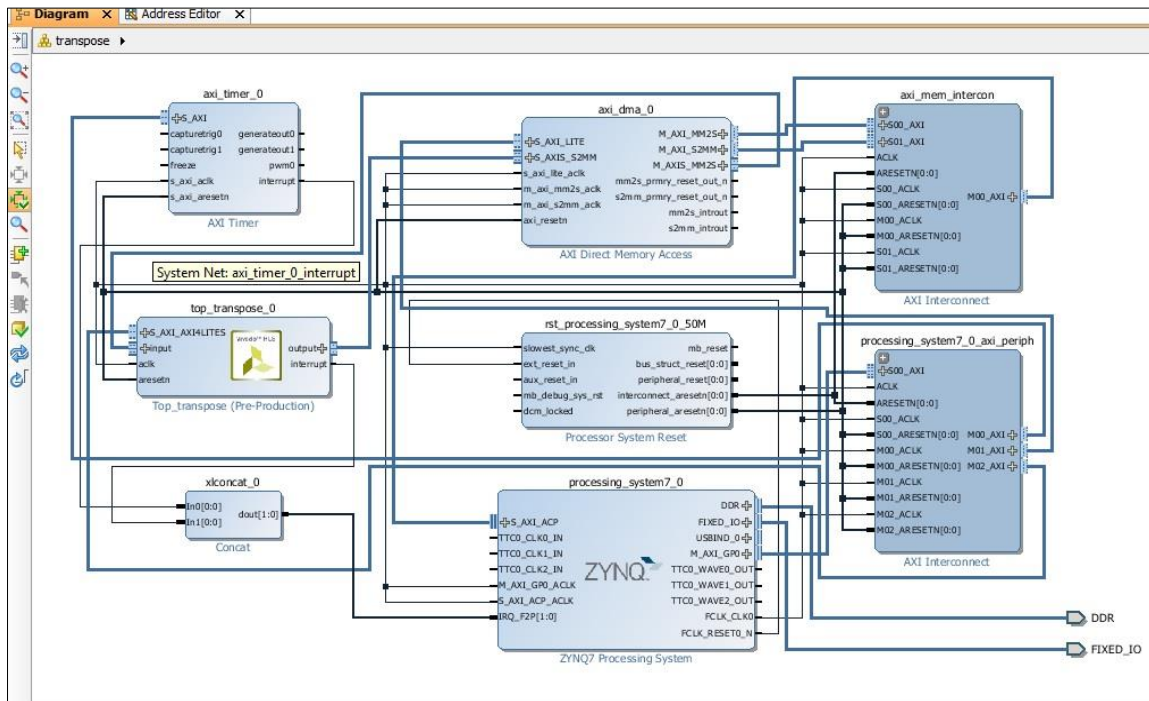 Diagram
Address Editor
transpose
axi_timer_0
S_AXI
capturetrig0
capturetrig1
freeze
s_axi_aclk
s_axi_aresetn
generateout0
generateout1
pwm0
interrupt
AXI Timer
axi_dma_0
S_AXI_LITE
S_AXIS_S2MM
s_axi_lite_aclk
m_axi_mm2s_aclk
m_axi_s2mm_aclk
axi_resetn
M_AXI_MM2S
M_AXI_S2MM
M_AXIS_MM2S
mm2s_prmry_reset_out_n
s2mm_prmry_reset_out_n
mm2s_introut
s2mm_introut
AXI Direct Memory Access
axi_mem_intercon
S00_AXI
S01_AXI
ACLK
ARESETN[0:0]
S00_ACLK
S00_ARESETN[0:0]
M00_ACLK
M00_ARESETN[0:0]
S01_ACLK
S01_ARESETN[0:0]
M00_AXI
AXI Interconnect
System Net: axi_timer_0_interrupt
top_transpose_0
S_AXI_AXI4LITES
input
aclk
aresetn
Vivado™ HLS
output
interrupt
Top_transpose (Pre-Production)
rst_processing_system7_0_50M
slowest_sync_clk
ext_reset_in
aux_reset_in
mb_debug_sys_rst
dcm_locked
mb_reset
bus_struct_reset[0:0]
peripheral_reset[0:0]
interconnect_aresetn[0:0]
peripheral_aresetn[0:0]
Processor System Reset
processing_system7_0_axi_periph
S00_AXI
ACLK
ARESETN[0:0]
S00_ACLK
S00_ARESETN[0:0]
M00_ACLK
M00_ARESETN[0:0]
M01_ACLK
M01_ARESETN[0:0]
M02_ACLK
M02_ARESETN[0:0]
M00_AXI
M01_AXI
M02_AXI
AXI Interconnect
xlconcat_0
In0[0:0]
In1[0:0]
dout[1:0]
Concat
processing_system7_0
S_AXI_ACP
TTC0_CLK0_IN
TTC0_CLK1_IN
TTC0_CLK2_IN
M_AXI_GP0_ACLK
S_AXI_ACP_ACLK
IRQ_F2P[1:0]
ZYNQ
DDR
FIXED_IO
USBIND_0
M_AXI_GP0
TTC0_WAVE0_OUT
TTC0_WAVE1_OUT
TTC0_WAVE2_OUT
FCLK_CLK0
FCLK_RESET0_N
ZYNQ7 Processing System
DDR
FIXED_IO